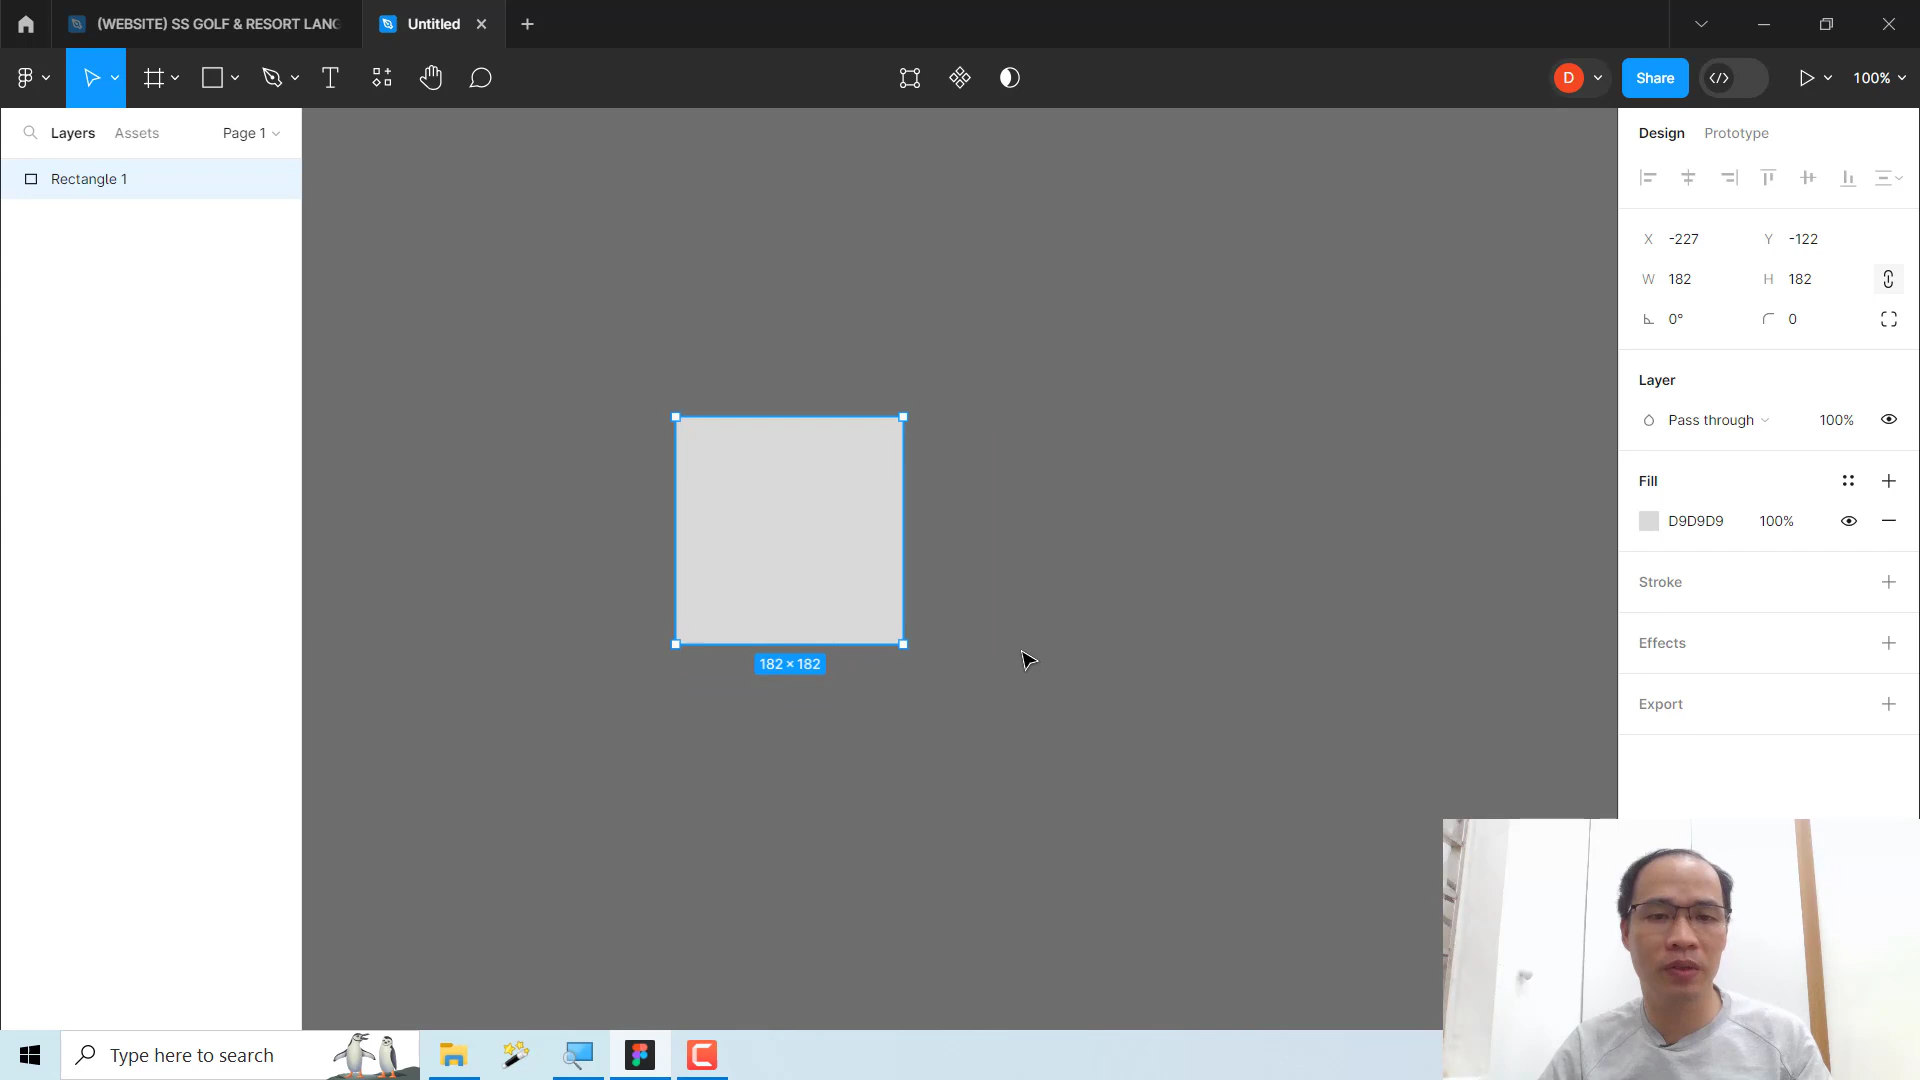 (WEBSITE) SS GOLF & RESORT LANG
Untitled
D
Share
100%
Layers
Assets
Page 1
Rectangle 1
182 × 182
Design
Prototype
X -227
Y -122
W 182
H 182
0°
0
Layer
Pass through
100%
Fill
D9D9D9
100%
Stroke
Effects
Export
Type here to search